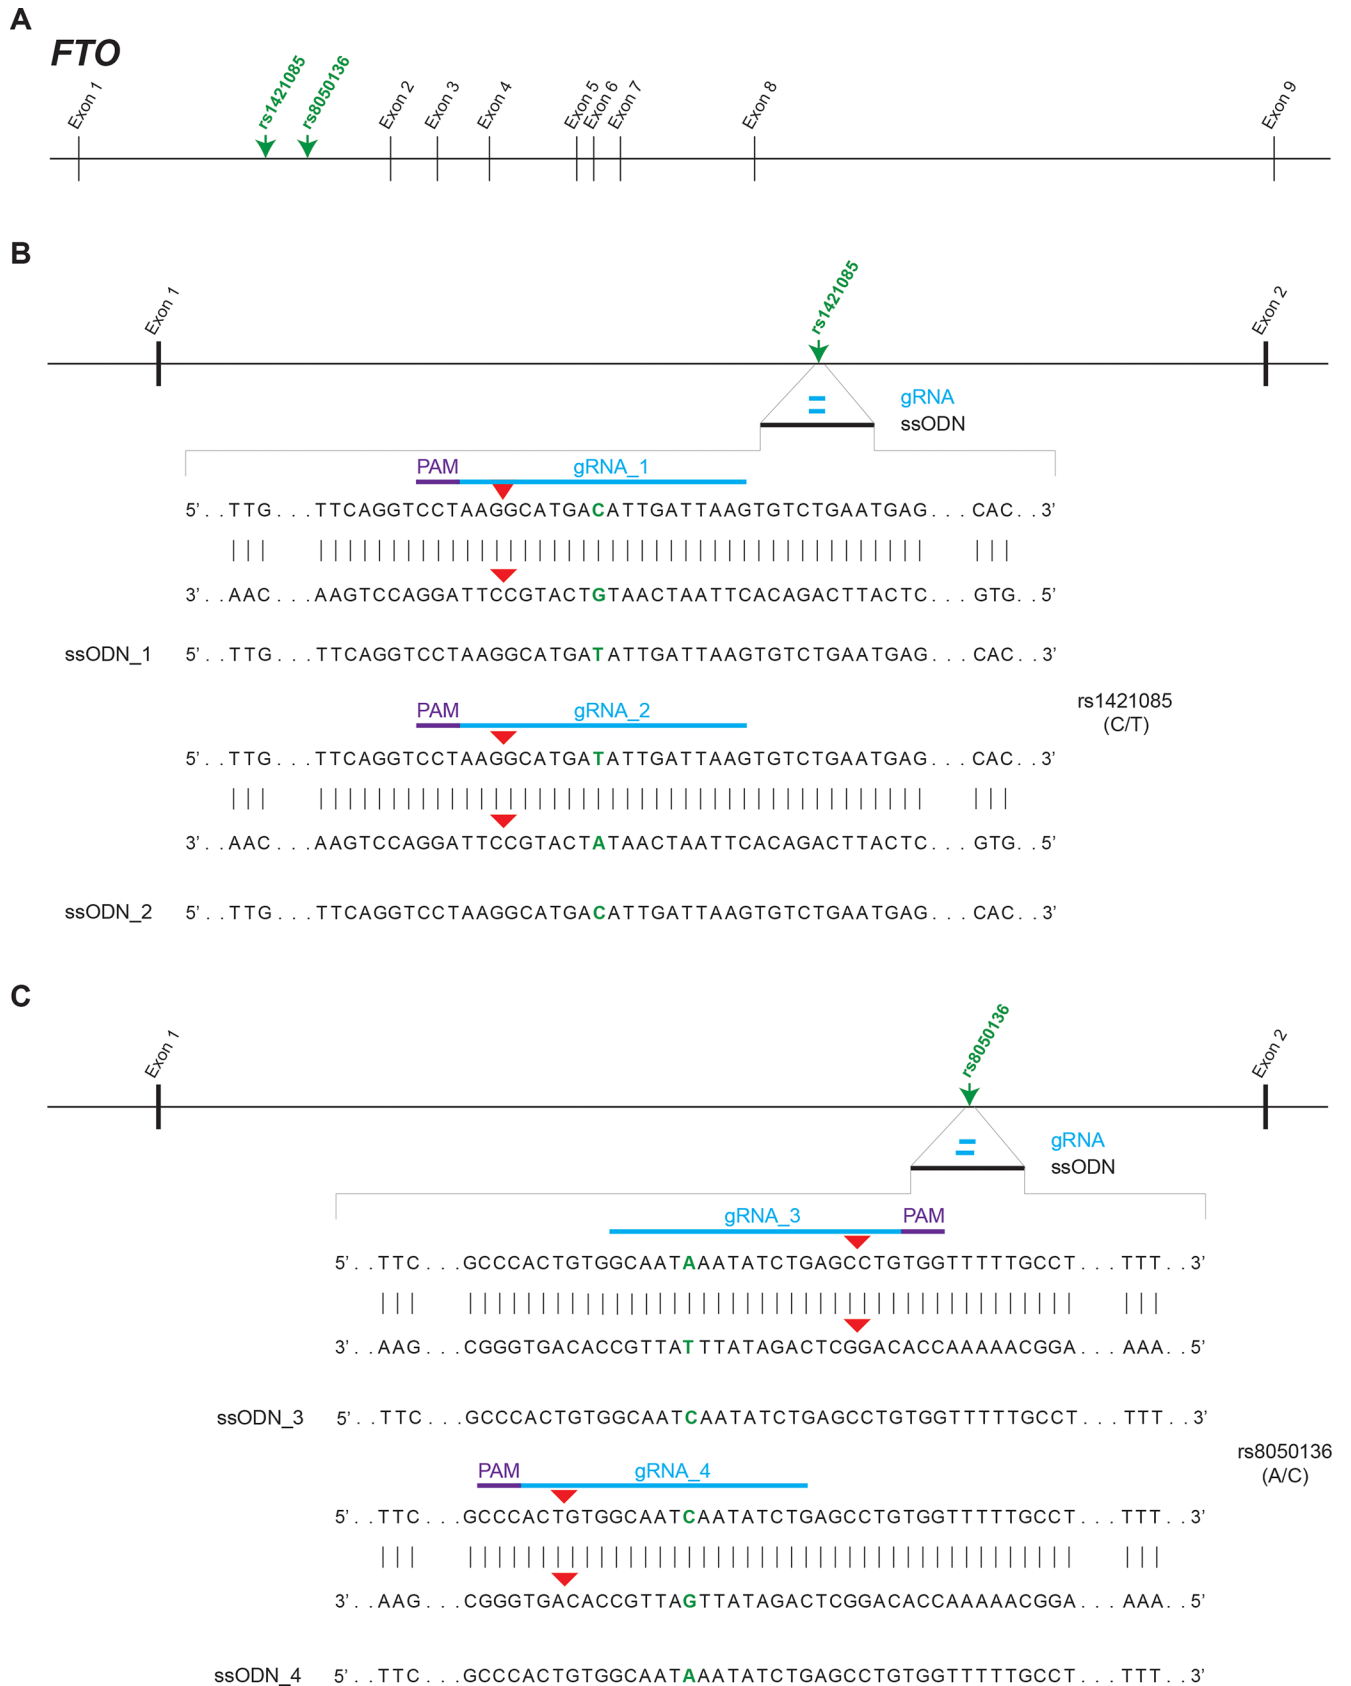 A
FTO
Exon 1
rs1421085
rs8050136
Exon 2
Exon 3
Exon 4
Exon 5
Exon 6
Exon 7
Exon 8
Exon 9
B
Exon 1
rs1421085
Exon 2
gRNA
ssODN
PAM gRNA_1
5’ . . TTG . . . TTCAGGTCCTAAGGCATGACATTGATTAAGTGTCTGAATGAG . . . CAC . . 3’
3’ . . AAC . . . AAGTCCAGGATTCCGTACTGTAACTAATTCACAGACTTACTC . . . GTG . . 5’
ssODN_1 5’ . . TTG . . . TTCAGGTCCTAAGGCATGATATTGATTAAGTGTCTGAATGAG . . . CAC . . 3’
rs1421085
(C/T)
PAM gRNA_2
5’ . . TTG . . . TTCAGGTCCTAAGGCATGATATTGATTAAGTGTCTGAATGAG . . . CAC . . 3’
3’ . . AAC . . . AAGTCCAGGATTCCGTACTATAACTAATTCACAGACTTACTC . . . GTG . . 5’
ssODN_2 5’ . . TTG . . . TTCAGGTCCTAAGGCATGACATTGATTAAGTGTCTGAATGAG . . . CAC . . 3’
C
Exon 1
rs8050136
Exon 2
gRNA
ssODN
gRNA_3 PAM
5’ . . TTC . . . GCCCACTGTGGCAATAAATATCTGAGCCTGTGGTTTTTGCCT . . . TTT . . 3’
3’ . . AAG . . . CGGGTGACACCGTTATTTATAGACTCGGACACCAAAAACGGA . . . AAA . . 5’
ssODN_3 5’ . . TTC . . . GCCCACTGTGGCAATCAATATCTGAGCCTGTGGTTTTTGCCT . . . TTT . . 3’
rs8050136
(A/C)
PAM gRNA_4
5’ . . TTC . . . GCCCACTGTGGCAATCAATATCTGAGCCTGTGGTTTTTGCCT . . . TTT . . 3’
3’ . . AAG . . . CGGGTGACACCGTTAGTTATAGACTCGGACACCAAAAACGGA . . . AAA . . 5’
ssODN_4 5’ . . TTC . . . GCCCACTGTGGCAATAAATATCTGAGCCTGTGGTTTTTGCCT . . . TTT . . 3’